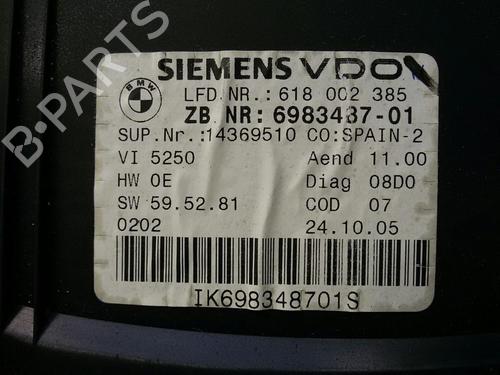 B-PARTS
BMW
SIEMENS VDO
LFD.NR.: 618 002 385
ZB NR: 6983487-01
SUP.Nr.:14369510 CO:SPAIN-2
VI 5250 Aend 11.00
HW 0E Diag 08D0
SW 59.52.81 COD 07
0202 24.10.05
IK698348701S